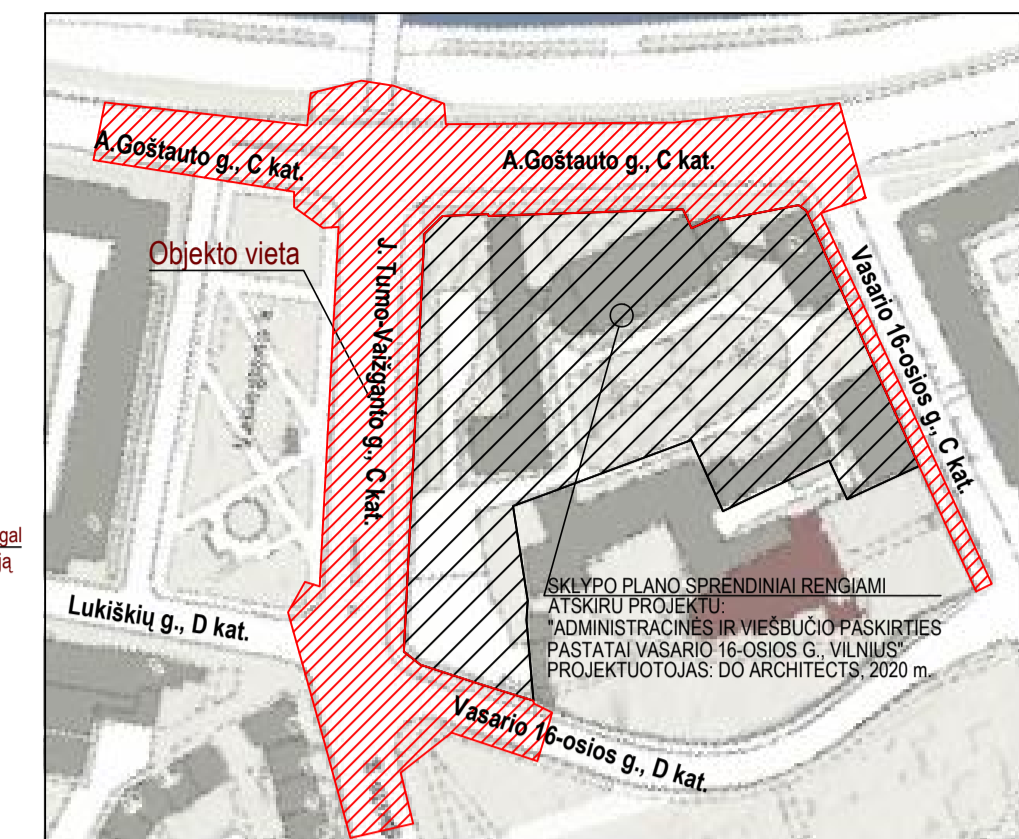 A.Goštauto g., C kat.
A.Goštauto g., C kat.
Objekto vieta
J. Tumo-Vaižganto g., C kat.
Vasario 16-osios g., C kat.
gal
ją
Lukiškių g., D kat.
SKLYPO PLANO SPRENDINIAI RENGIAMI
ATSKIRU PROJEKTU:
"ADMINISTRACINĖS IR VIEŠBUČIO PASKIRTIES
PASTATAI VASARIO 16-OSIOS G., VILNIUS"
PROJEKTUOTOJAS: DO ARCHITECTS, 2020 m.
Vasario 16-osios g., D kat.